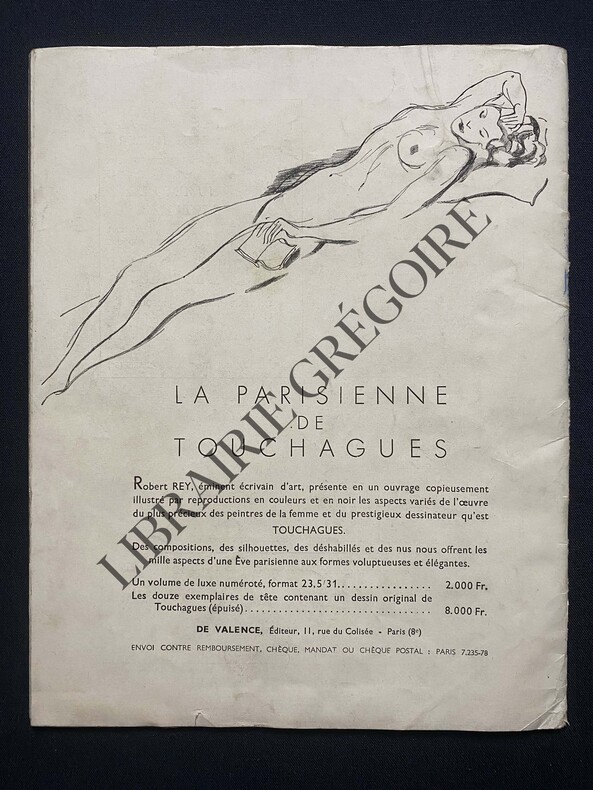 LA PARISIENNE
DE
TOUCHAGUES
Robert REY, éminent écrivain d'art, présente en un ouvrage copieusement
illustré par reproductions en couleurs et en noir les aspects variés de l'œuvre
du plus précieux des peintres de la femme et du prestigieux dessinateur qu'est
TOUCHAGUES.
Des compositions, des silhouettes, des déshabillés et des nus nous offrent les
mille aspects d'une Ève parisienne aux formes voluptueuses et élégantes.
Un volume de luxe numéroté, format 23,5/31................. 2.000 Fr.
Les douze exemplaires de tête contenant un dessin original de
Touchagues (épuisé)................................ 8.000 Fr.
DE VALENCE, Éditeur, 11, rue du Colisée - Paris (8e)
ENVOI CONTRE REMBOURSEMENT, CHÈQUE, MANDAT OU CHÈQUE POSTAL : PARIS 7.235-78
LIBRAIRIE GRÉGOIRE